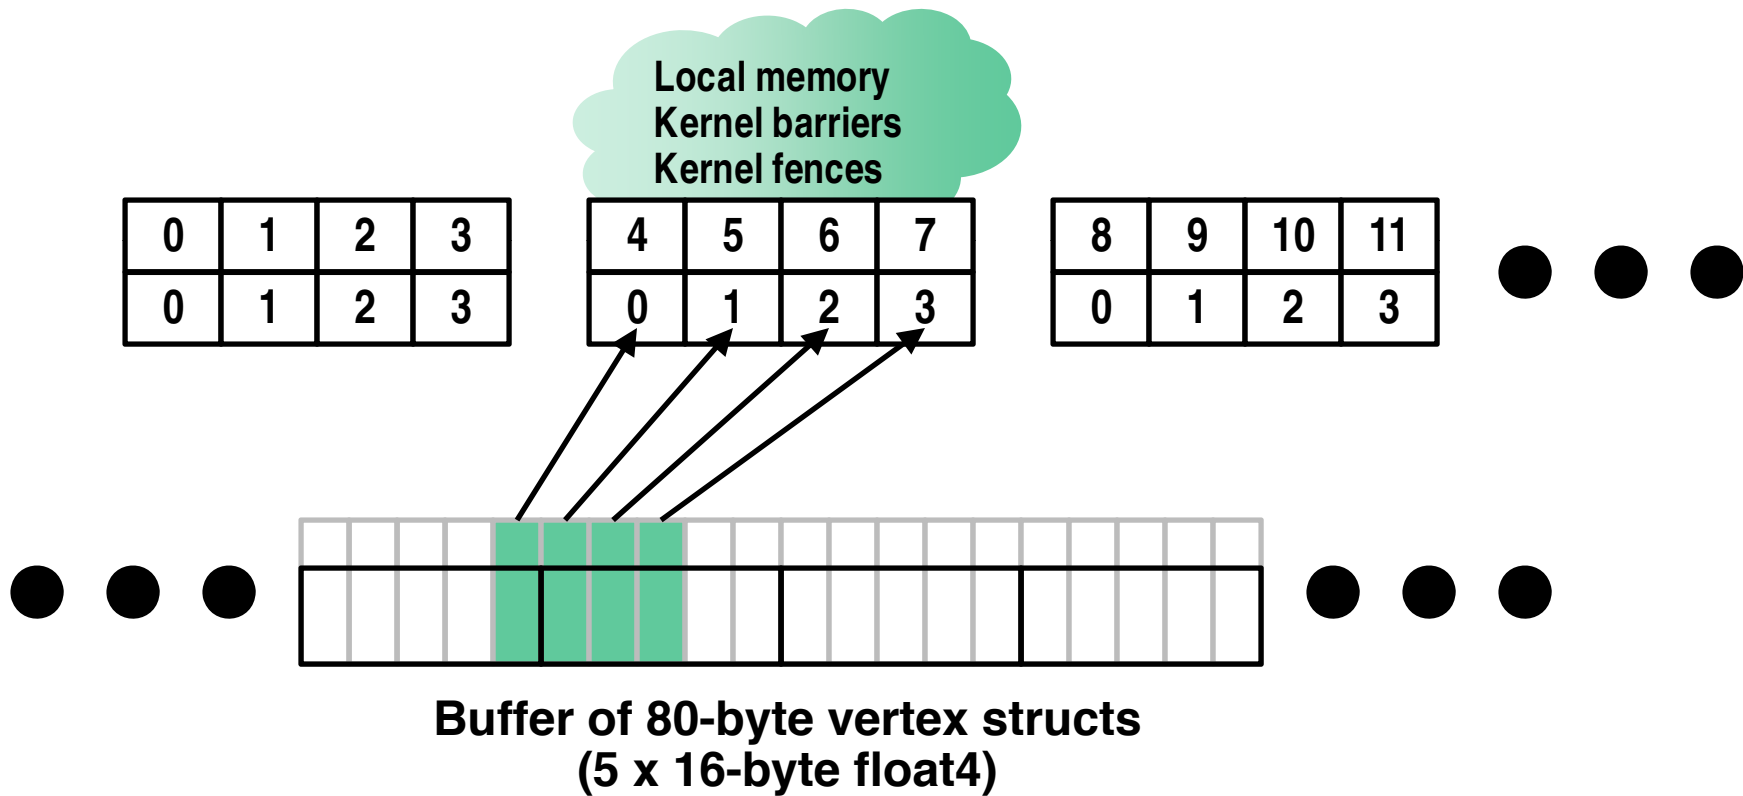 Local memory
Kernel barriers
Kernel fences
0 1 2 3 4 5 6 7 8 9 10 11
0 1 2 3 0 1 2 3 0 1 2 3
Buffer of 80-byte vertex structs
(5 x 16-byte float4)